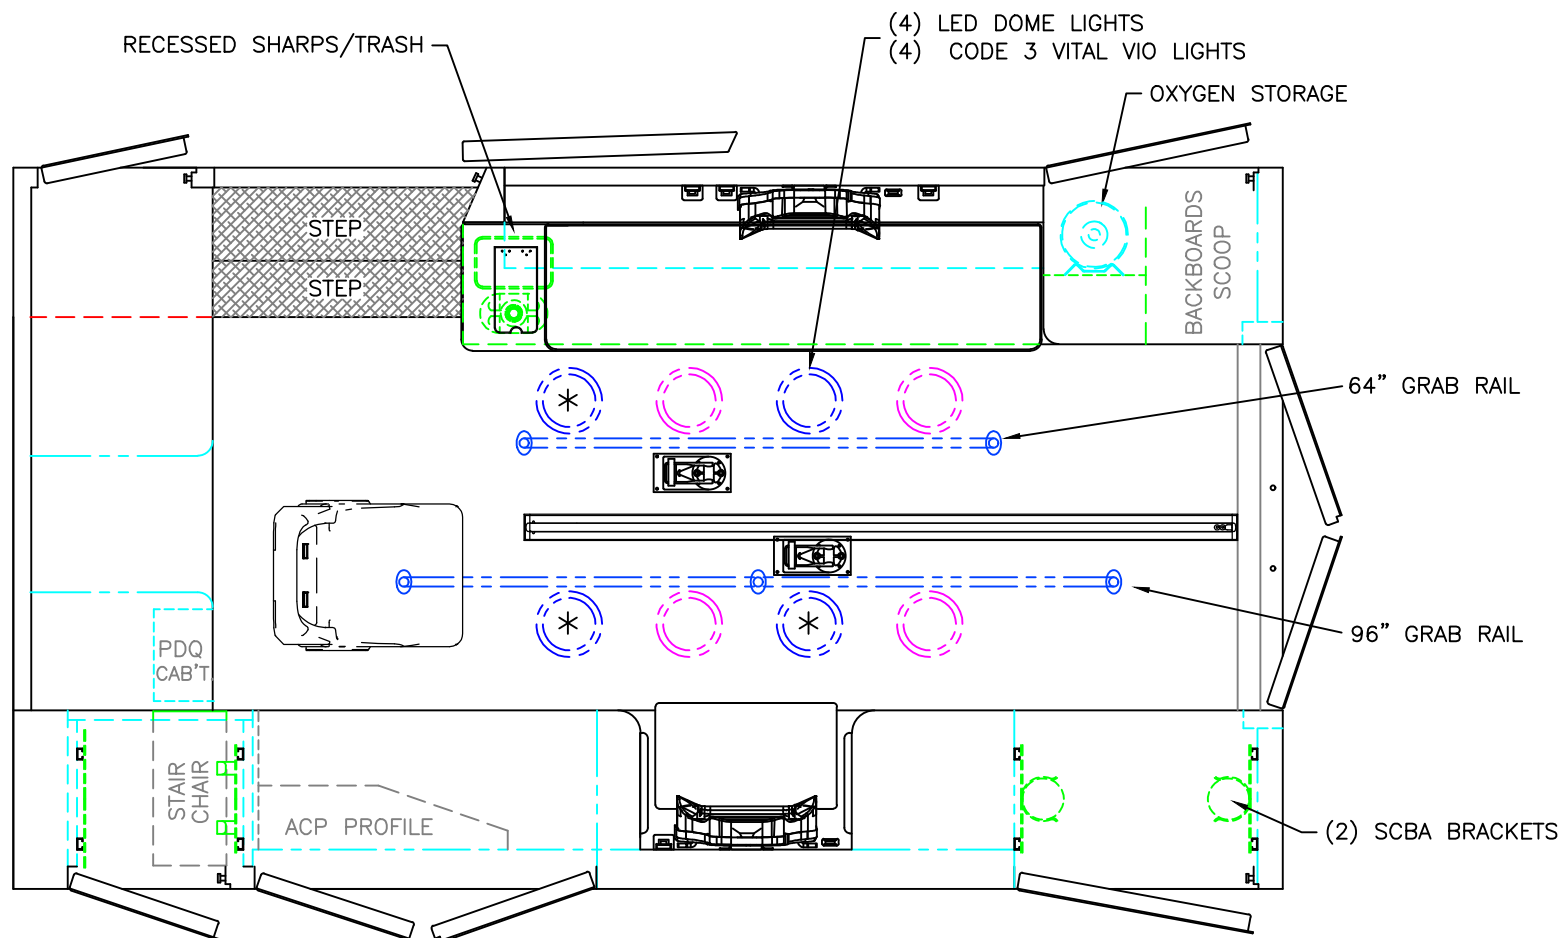 (4) LED DOME LIGHTS
(4) CODE 3 VITAL VIO LIGHTS
RECESSED SHARPS/TRASH
OXYGEN STORAGE
STEP
STEP
BACKBOARDS
SCOOP
64” GRAB RAIL
96” GRAB RAIL
PDQ
CAB'T
STAIR
CHAIR
ACP PROFILE
(2) SCBA BRACKETS